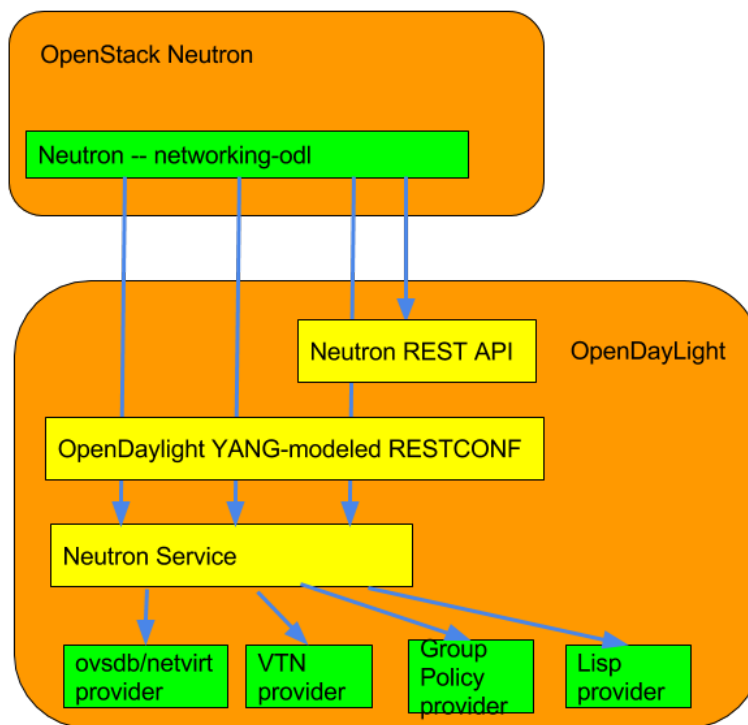 OpenStack Neutron
Neutron -- networking-odl
Neutron REST API
OpenDayLight
OpenDaylight YANG-modeled RESTCONF
Neutron Service
ovsdb/netvirt
provider
VTN
provider
Group
Policy
provider
Lisp
provider